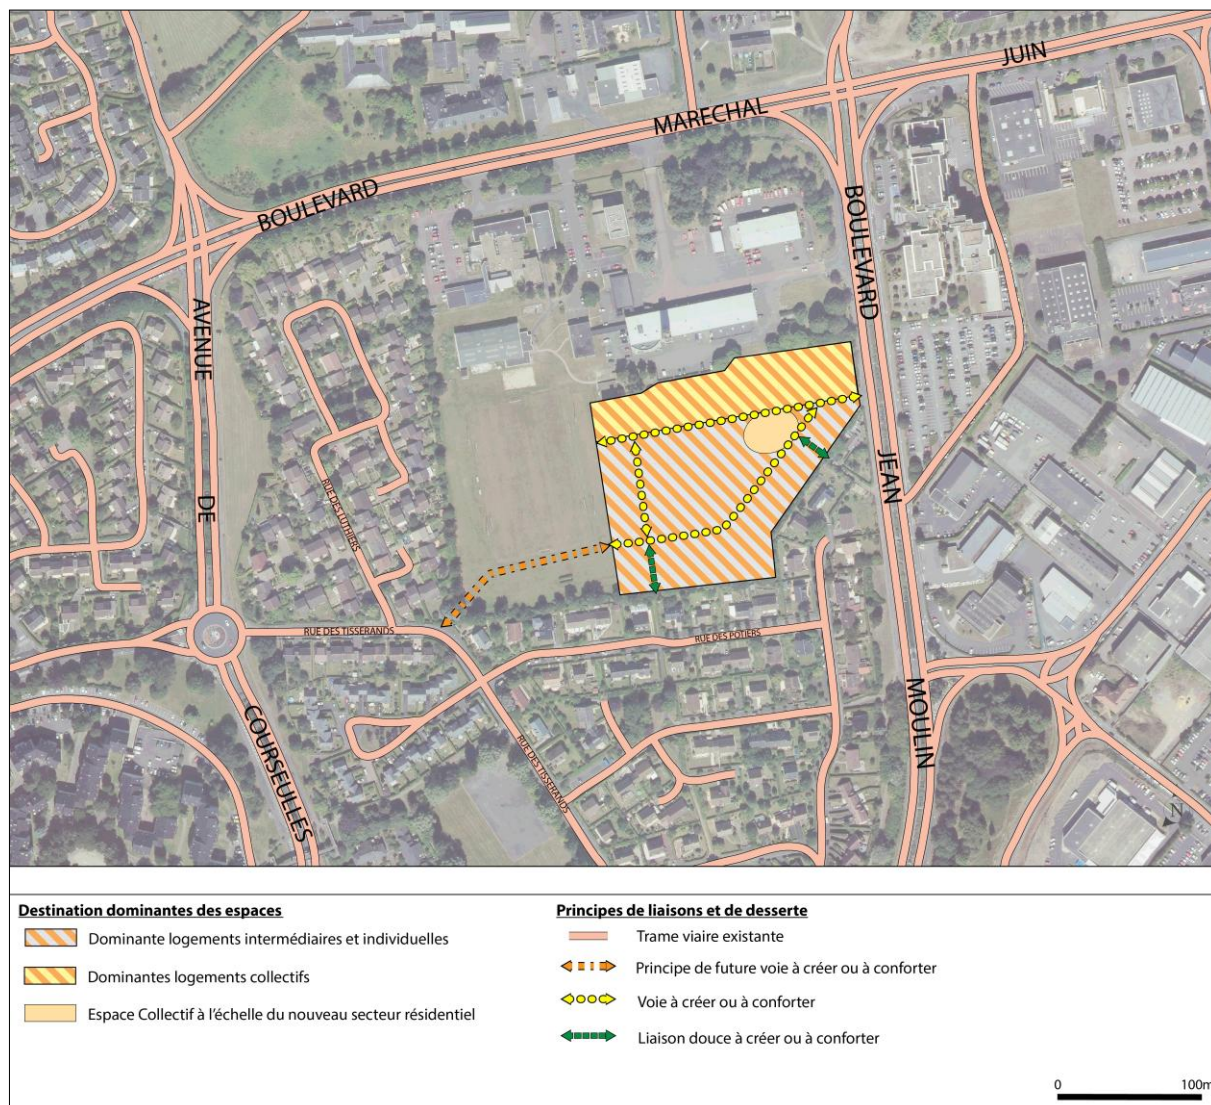 JUIN
MARECHAL
BOULEVARD
BOULEVARD
AVENUE
JEAN
RUE DES LUTHIERS
DE
RUE DES TISSERANDS
RUE DES POTIERS
MOULIN
COURSEULLES
RUE DES TISSERANDS
N
Destination dominantes des espaces
Dominante logements intermédiaires et individuelles
Dominantes logements collectifs
Espace Collectif à l'échelle du nouveau secteur résidentiel
Principes de liaisons et de desserte
Trame viaire existante
Principe de future voie à créer ou à conforter
Voie à créer ou à conforter
Liaison douce à créer ou à conforter
0 100m